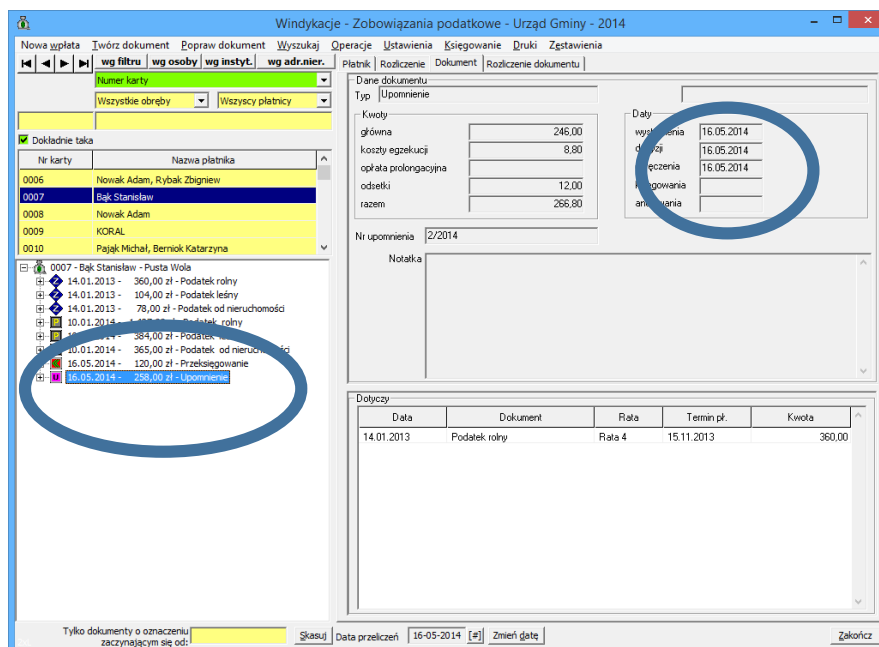 Windykacje - Zobowiązania podatkowe - Urząd Gminy - 2014
Nowa wpłata Twórz dokument Popraw dokument Wyszukaj Operacje Ustawienia Księgowanie Druki Zestawienia
wg filtru wg osoby wg instyt. wg adr.nier.
Numer karty
Wszystkie obręby Wszyscy płatnicy
Dokładnie taka
Nr karty Nazwa płatnika
0006 Nowak Adam, Rybak Zbigniew
0007 Bąk Stanisław
0008 Nowak Adam
0009 KORAL
0010 Pająk Michał, Berniok Katarzyna
0007 - Bąk Stanisław - Pusta Wola
14.01.2013 - 360,00 zł - Podatek rolny
14.01.2013 - 104,00 zł - Podatek leśny
14.01.2013 - 78,00 zł - Podatek od nieruchomości
10.01.2014 - Podatek rolny
384,00 zł - Podatek
10.01.2014 - 365,00 zł - Podatek od nieruchomości
16.05.2014 - 120,00 zł - Przeksięgowanie
16.05.2014 - 258,00 zł - Upomnienie
Tylko dokumenty o oznaczeniu
zaczynającym się od:
Skasuj
Płatnik Rozliczenie Dokument Rozliczenie dokumentu
Dane dokumentu
Typ Upomnienie
Kwoty
główna 246,00
koszty egzekucji 8,80
opłata prolongacyjna
odsetki 12,00
razem 266,80
Daty
16.05.2014
16.05.2014
16.05.2014
Nr upomnienia 2/2014
Notatka
Dotyczy
Data Dokument Rata Termin pł. Kwota
14.01.2013 Podatek rolny Rata 4 15.11.2013 360,00
Data przeliczeń 16-05-2014 [#] Zmień datę
Zakończ